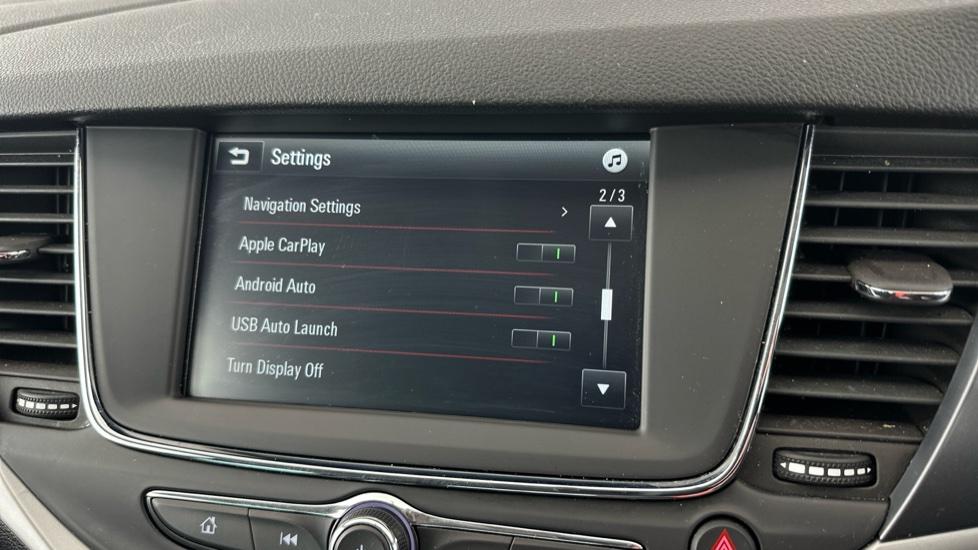 Settings
2/3
Navigation Settings
Apple CarPlay
Android Auto
USB Auto Launch
Turn Display Off